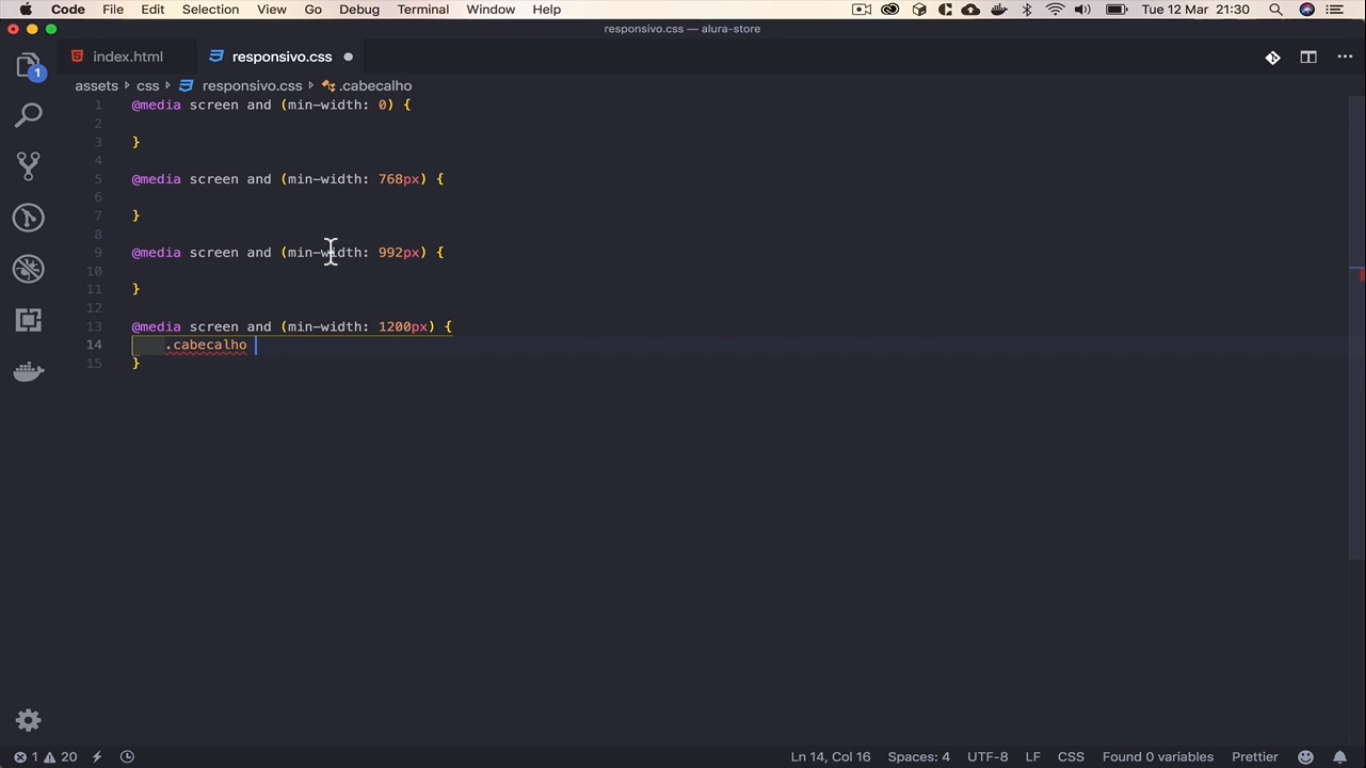 Code File Edit Selection View Go Debug Terminal Window Help Tue 12 Mar 21:30
responsivo.css — alura-store
index.html responsivo.css
1
assets › css › responsivo.css › .cabecalho
1 @media screen and (min-width: 0) {
2
3 }
4
5 @media screen and (min-width: 768px) {
6
7 }
8
9 @media screen and (min-width: 992px) {
10
11 }
12
13 @media screen and (min-width: 1200px) {
14 .cabecalho
15 }
1 20 Ln 14, Col 16 Spaces: 4 UTF-8 LF CSS Found 0 variables Prettier